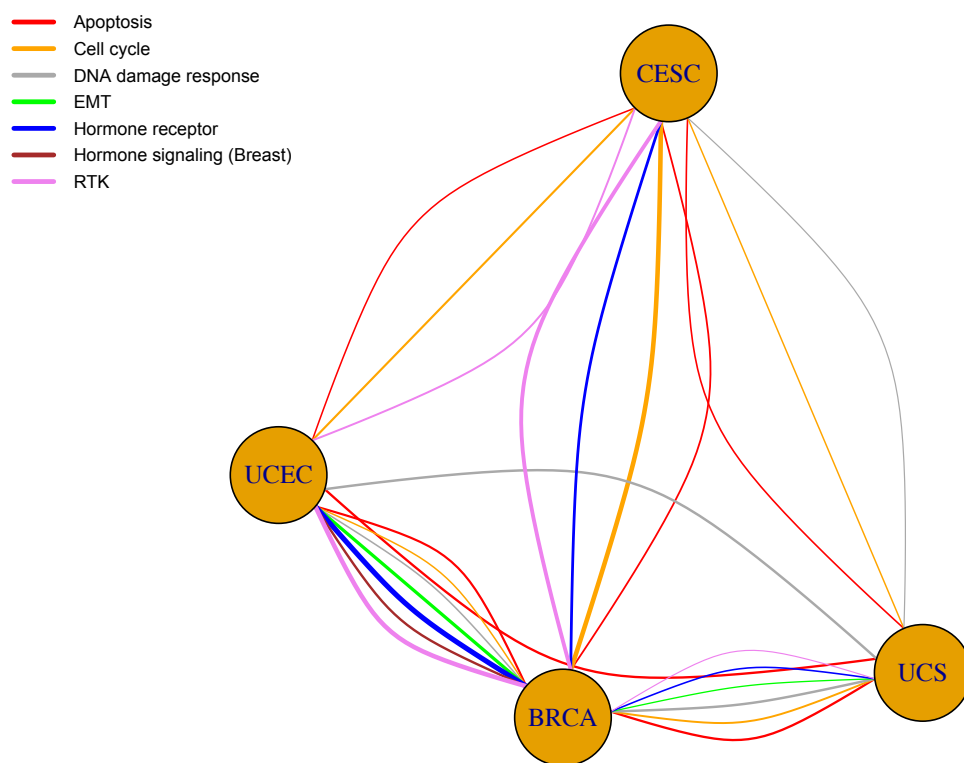 Apoptosis
Cell cycle
DNA damage response
EMT
Hormone receptor
Hormone signaling (Breast)
RTK
CESC
UCEC
UCS
BRCA